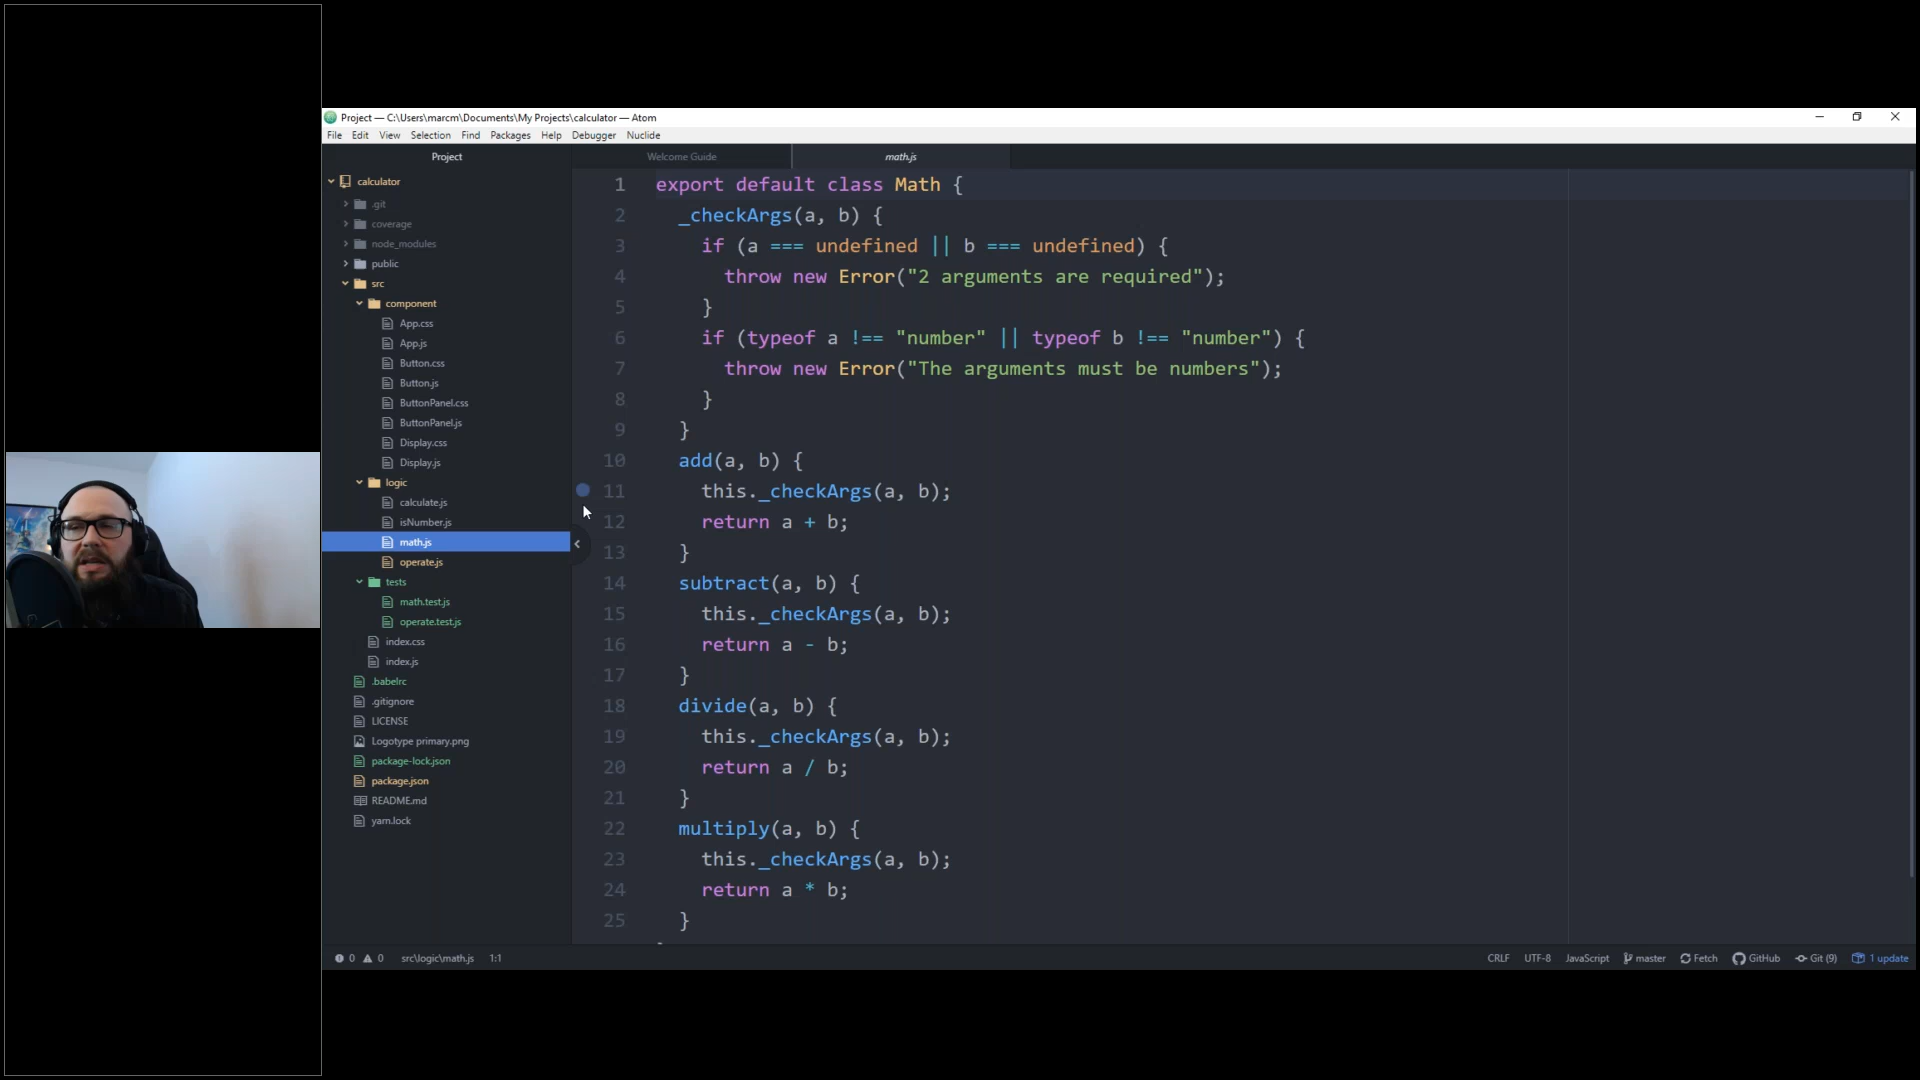 Project — C:\Users\marcm\Documents\My Projects\calculator — Atom
File Edit View Selection Find Packages Help Debugger Nuclide
Project
calculator
.git
coverage
node_modules
public
src
component
App.css
App.js
Button.css
Button.js
ButtonPanel.css
ButtonPanel.js
Display.css
Display.js
logic
calculate.js
isNumber.js
math.js
operate.js
tests
math.test.js
operate.test.js
index.css
index.js
.babelrc
.gitignore
LICENSE
Logotype primary.png
package-lock.json
package.json
README.md
yarn.lock
Welcome Guide math.js
1 export default class Math {
2 _checkArgs(a, b) {
3 if (a === undefined || b === undefined) {
4 throw new Error("2 arguments are required");
5 }
6 if (typeof a !== "number" || typeof b !== "number") {
7 throw new Error("The arguments must be numbers");
8 }
9 }
10 add(a, b) {
11 this._checkArgs(a, b);
12 return a + b;
13 }
14 subtract(a, b) {
15 this._checkArgs(a, b);
16 return a - b;
17 }
18 divide(a, b) {
19 this._checkArgs(a, b);
20 return a / b;
21 }
22 multiply(a, b) {
23 this._checkArgs(a, b);
24 return a * b;
25 }
0 0 src\logic\math.js 1:1 CRLF UTF-8 JavaScript master Fetch GitHub Git (9) 1 update